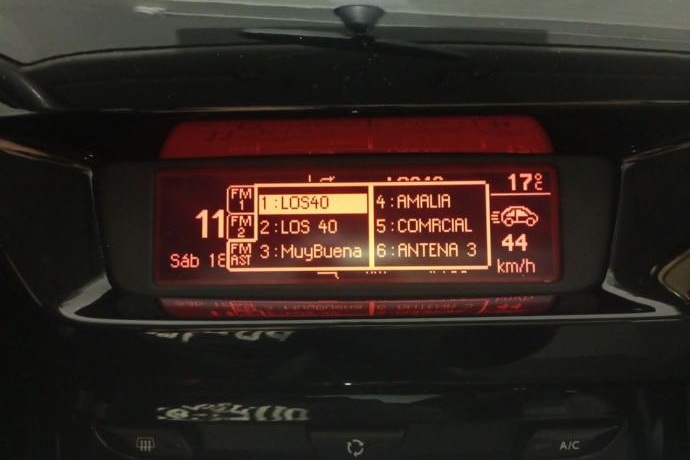 17°C
FM 1
1 :LOS40
4 :AMALIA
11
FM 2
2 :LOS 40
5 :COMRCIAL
44
km/h
Sáb 18
FM AST
3 :MuyBuena
6 :ANTENA 3
A/C